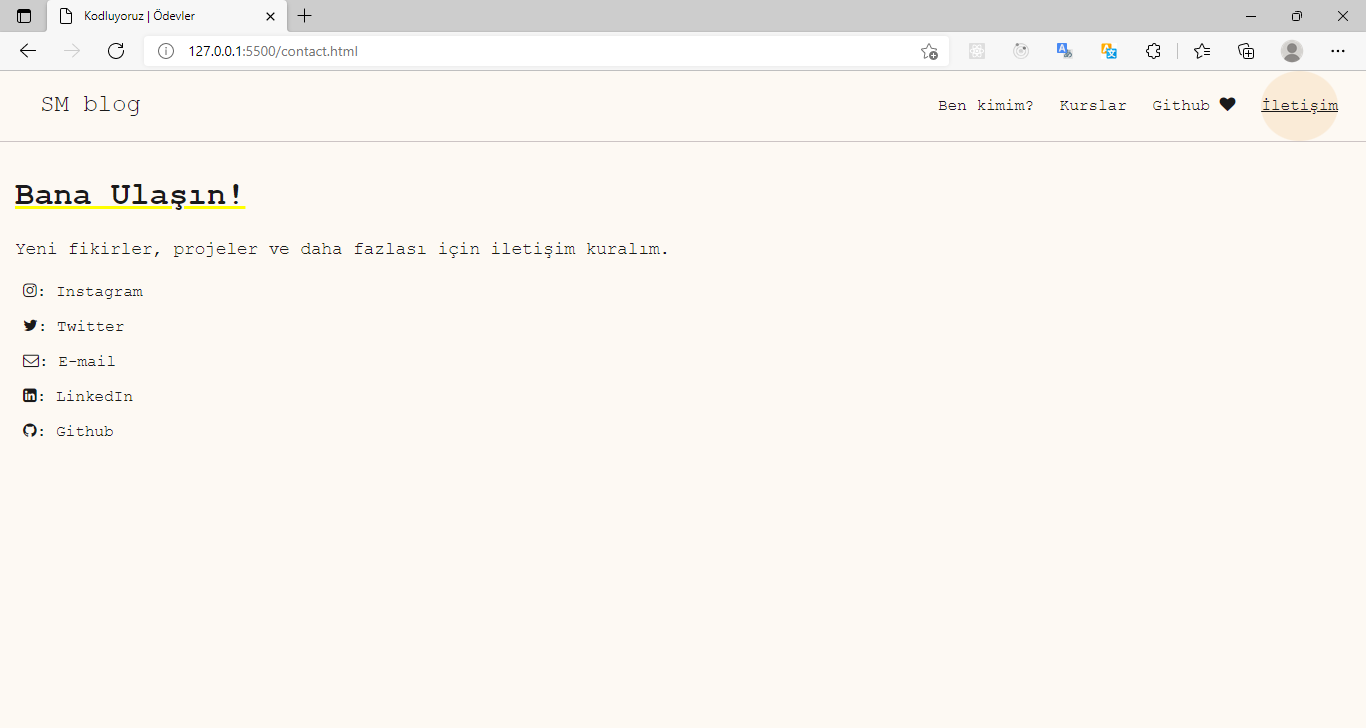 Kodluyoruz | Ödevler
127.0.0.1:5500/contact.html
SM blog
Ben kimim? Kurslar Github ♥ İletişim
Bana Ulaşın!
Yeni fikirler, projeler ve daha fazlası için iletişim kuralım.
: Instagram
: Twitter
: E-mail
: LinkedIn
: Github